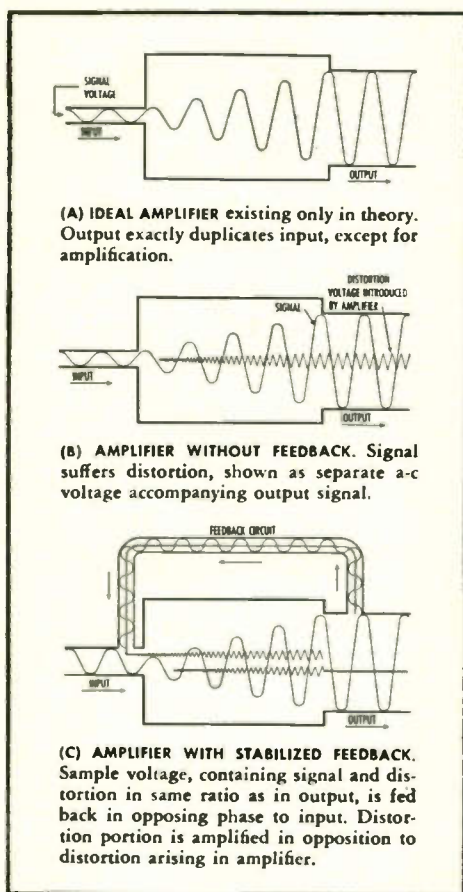 SIGNAL
VOLTAGE
INPUT
OUTPUT
(A) IDEAL AMPLIFIER existing only in theory.
Output exactly duplicates input, except for
amplification.
DISTORTION
VOLTAGE INTRODUCED
BY AMPLIFIER
SIGNAL
INPUT
OUTPUT
(B) AMPLIFIER WITHOUT FEEDBACK. Signal
suffers distortion, shown as separate a-c
voltage accompanying output signal.
FEEDBACK CIRCUIT
INPUT
OUTPUT
(C) AMPLIFIER WITH STABILIZED FEEDBACK.
Sample voltage, containing signal and dis-
tortion in same ratio as in output, is fed
back in opposing phase to input. Distor-
tion portion is amplified in opposition to
distortion arising in amplifier.